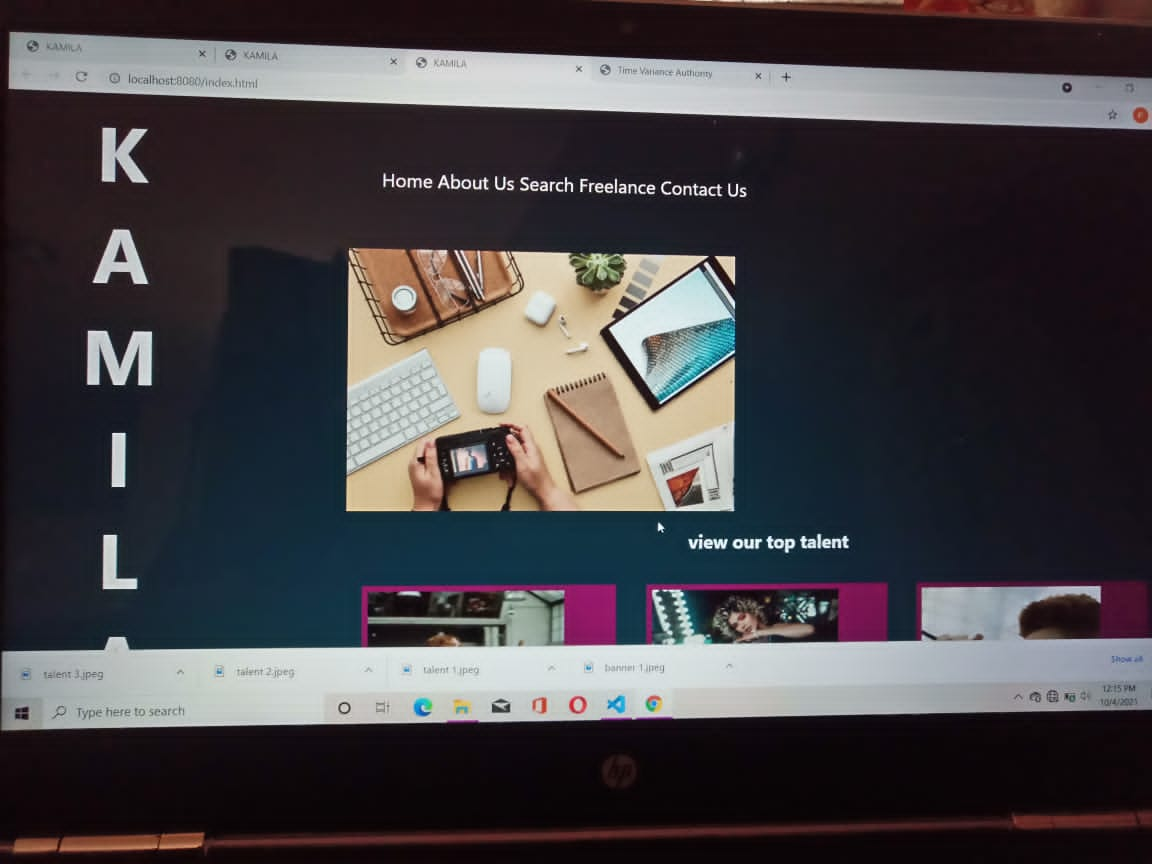 KAMILA
KAMILA
KAMILA
Time Variance Authority
localhost:8080/index.html
K
A
M
I
L
A
Home About Us Search Freelance Contact Us
view our top talent
talent 3.jpeg
talent 2.jpeg
talent 1.jpeg
banner 1.jpeg
Show all
Type here to search
12:15 PM
10/4/2021
hp